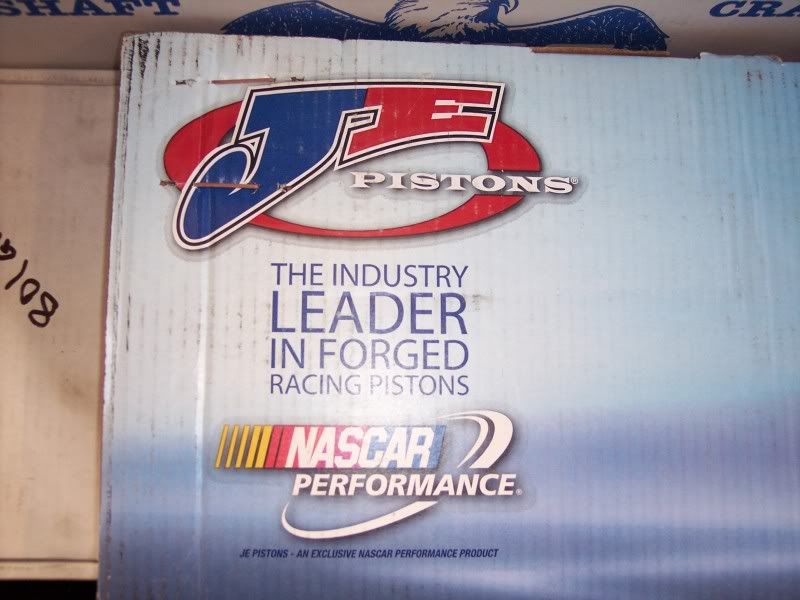 SHAFT
CRA
JE
PISTONS®
THE INDUSTRY
LEADER
IN FORGED
RACING PISTONS
NASCAR
PERFORMANCE®
JE PISTONS - AN EXCLUSIVE NASCAR PERFORMANCE PRODUCT